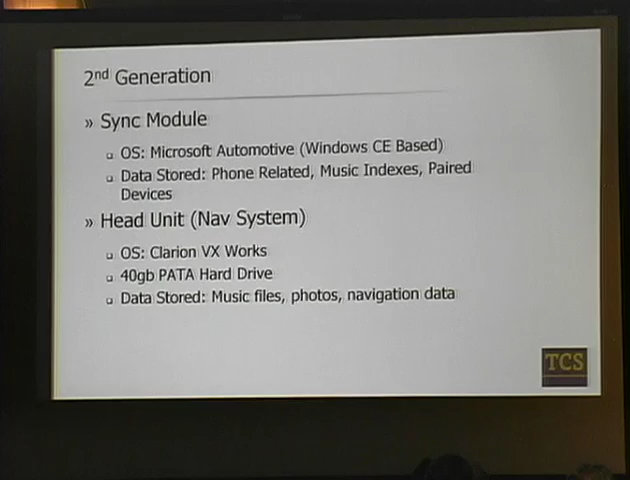 2nd Generation
» Sync Module
OS: Microsoft Automotive (Windows CE Based)
Data Stored: Phone Related, Music Indexes, Paired
Devices
» Head Unit (Nav System)
OS: Clarion VX Works
40gb PATA Hard Drive
Data Stored: Music files, photos, navigation data
TCS